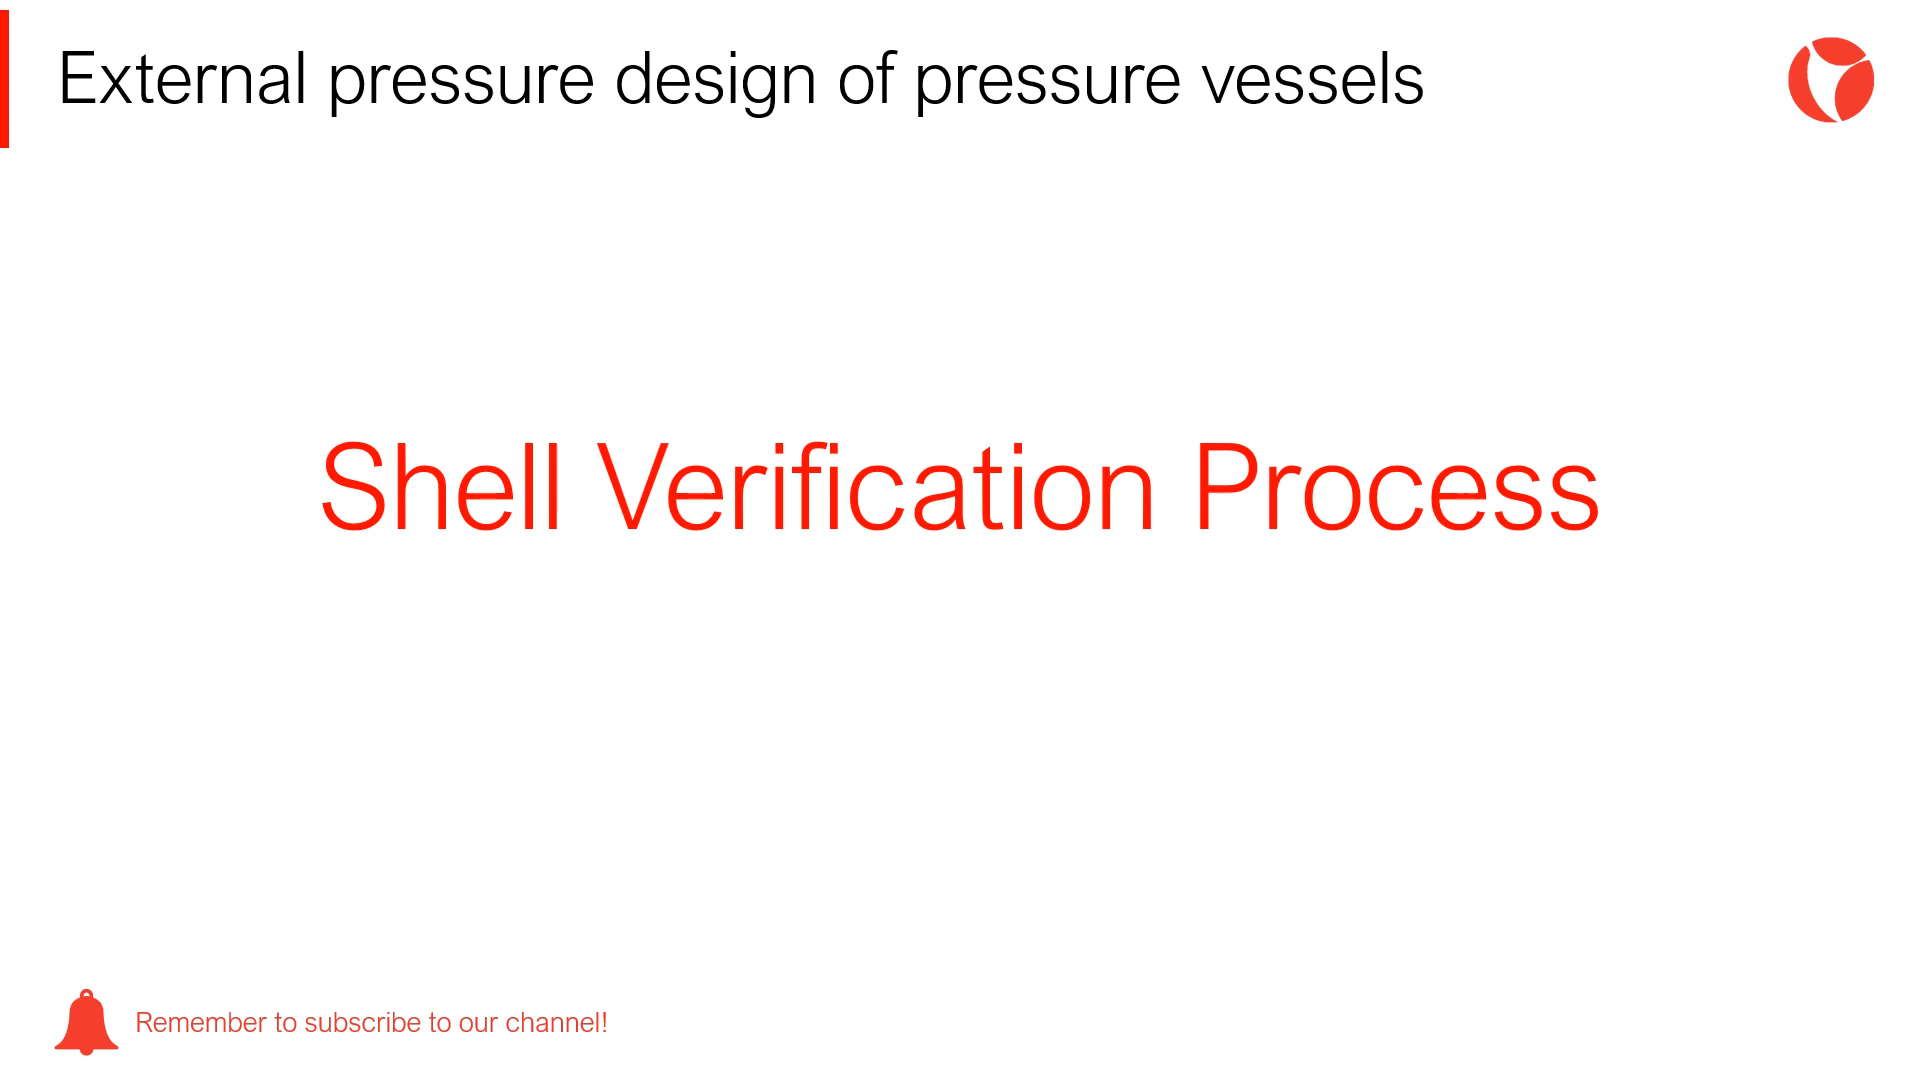 External pressure design of pressure vessels
Shell Verification Process
Remember to subscribe to our channel!